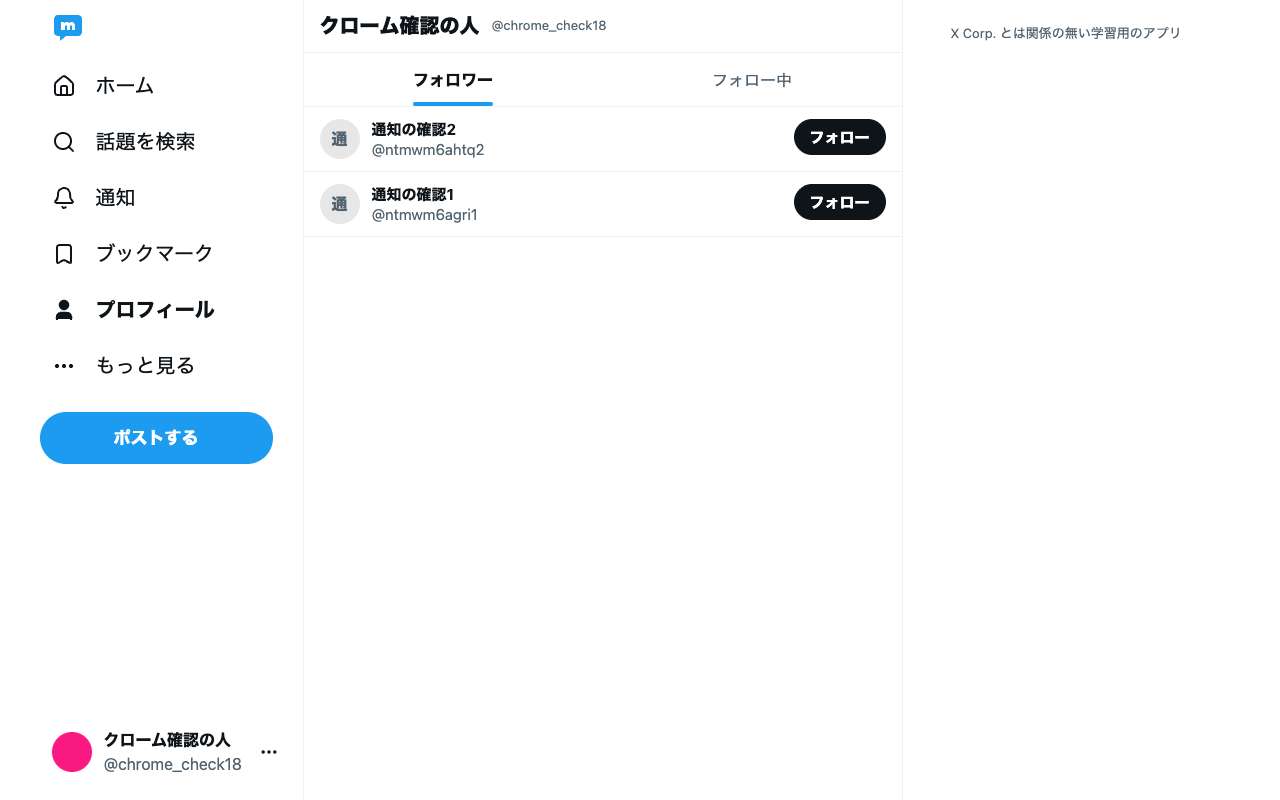 m
ホーム
話題を検索
通知
ブックマーク
プロフィール
もっと見る
ポストする
クローム確認の人
@chrome_check18
クローム確認の人 @chrome_check18
フォロワー フォロー中
通
通知の確認2
@ntmwm6ahtq2
フォロー
通
通知の確認1
@ntmwm6agri1
フォロー
X Corp. とは関係の無い学習用のアプリ